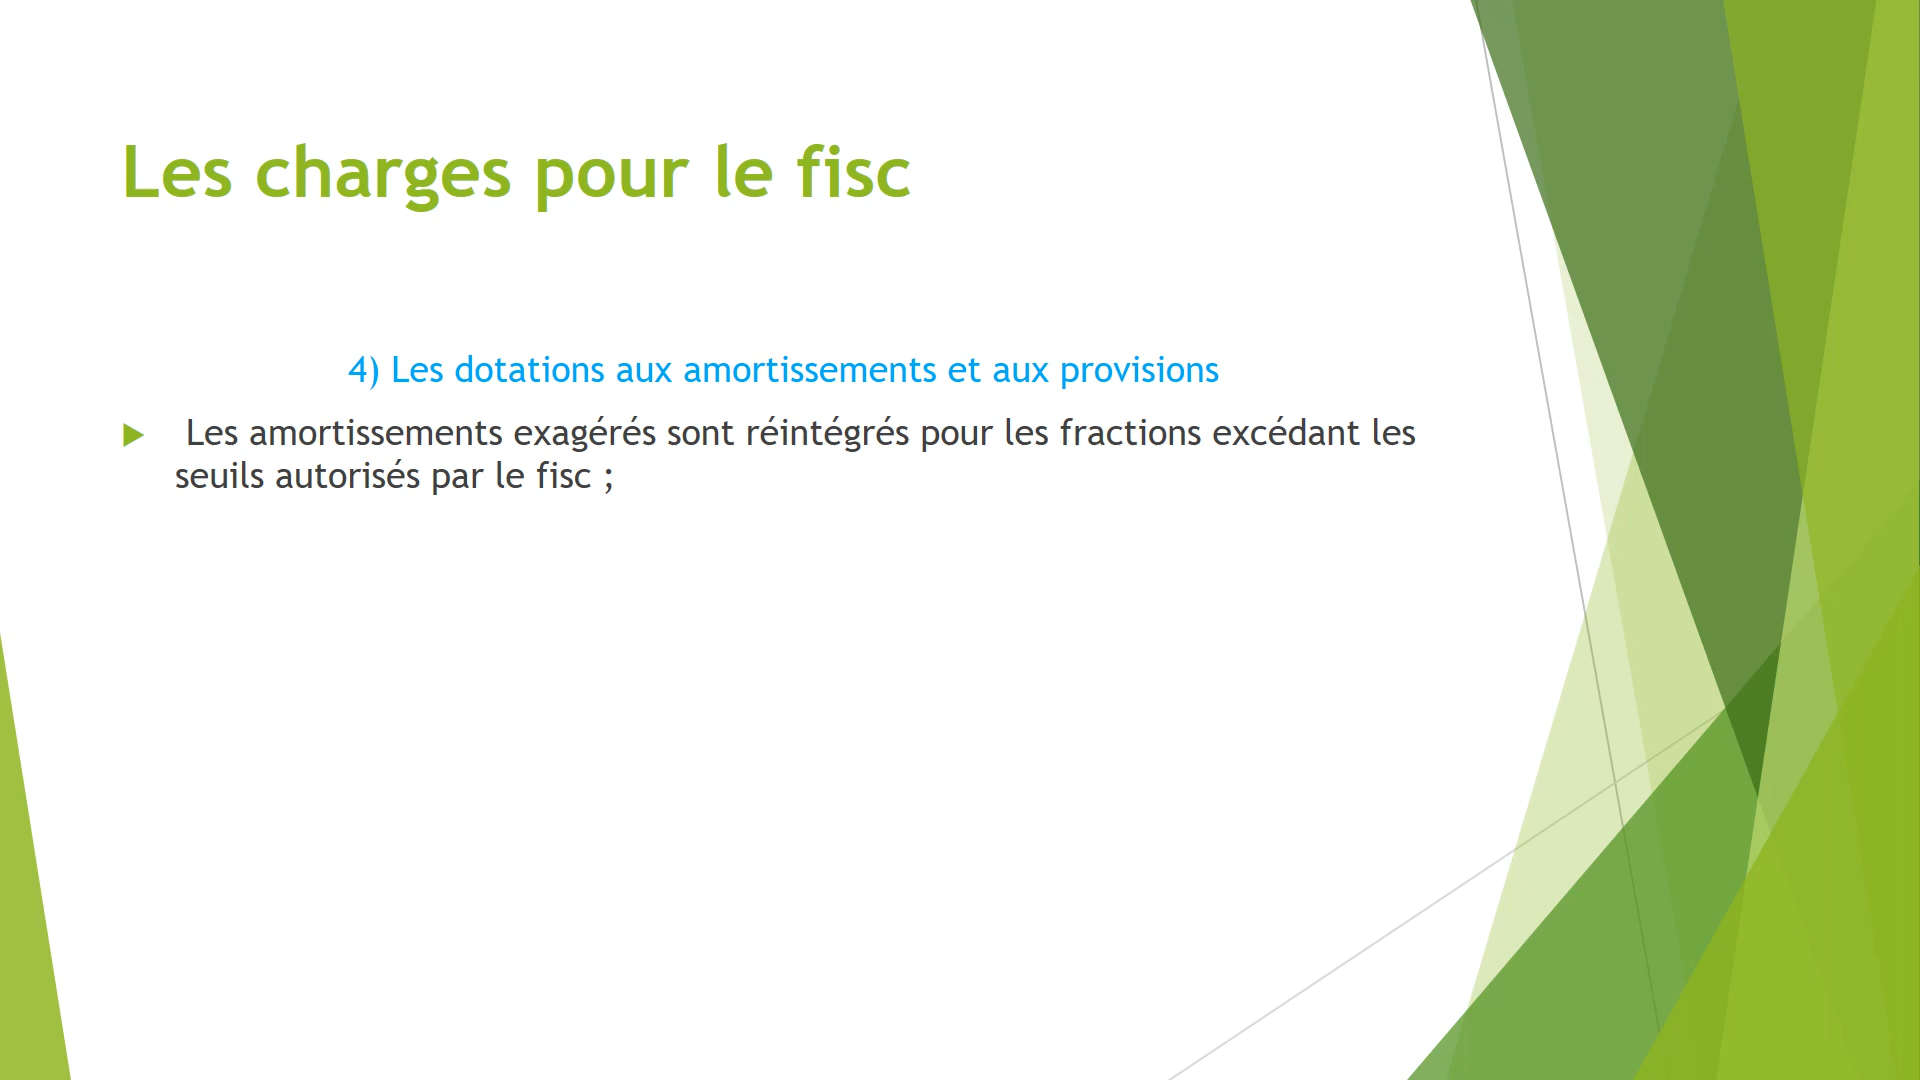 Les charges pour le fisc
4) Les dotations aux amortissements et aux provisions
Les amortissements exagérés sont réintégrés pour les fractions excédant les
seuils autorisés par le fisc ;